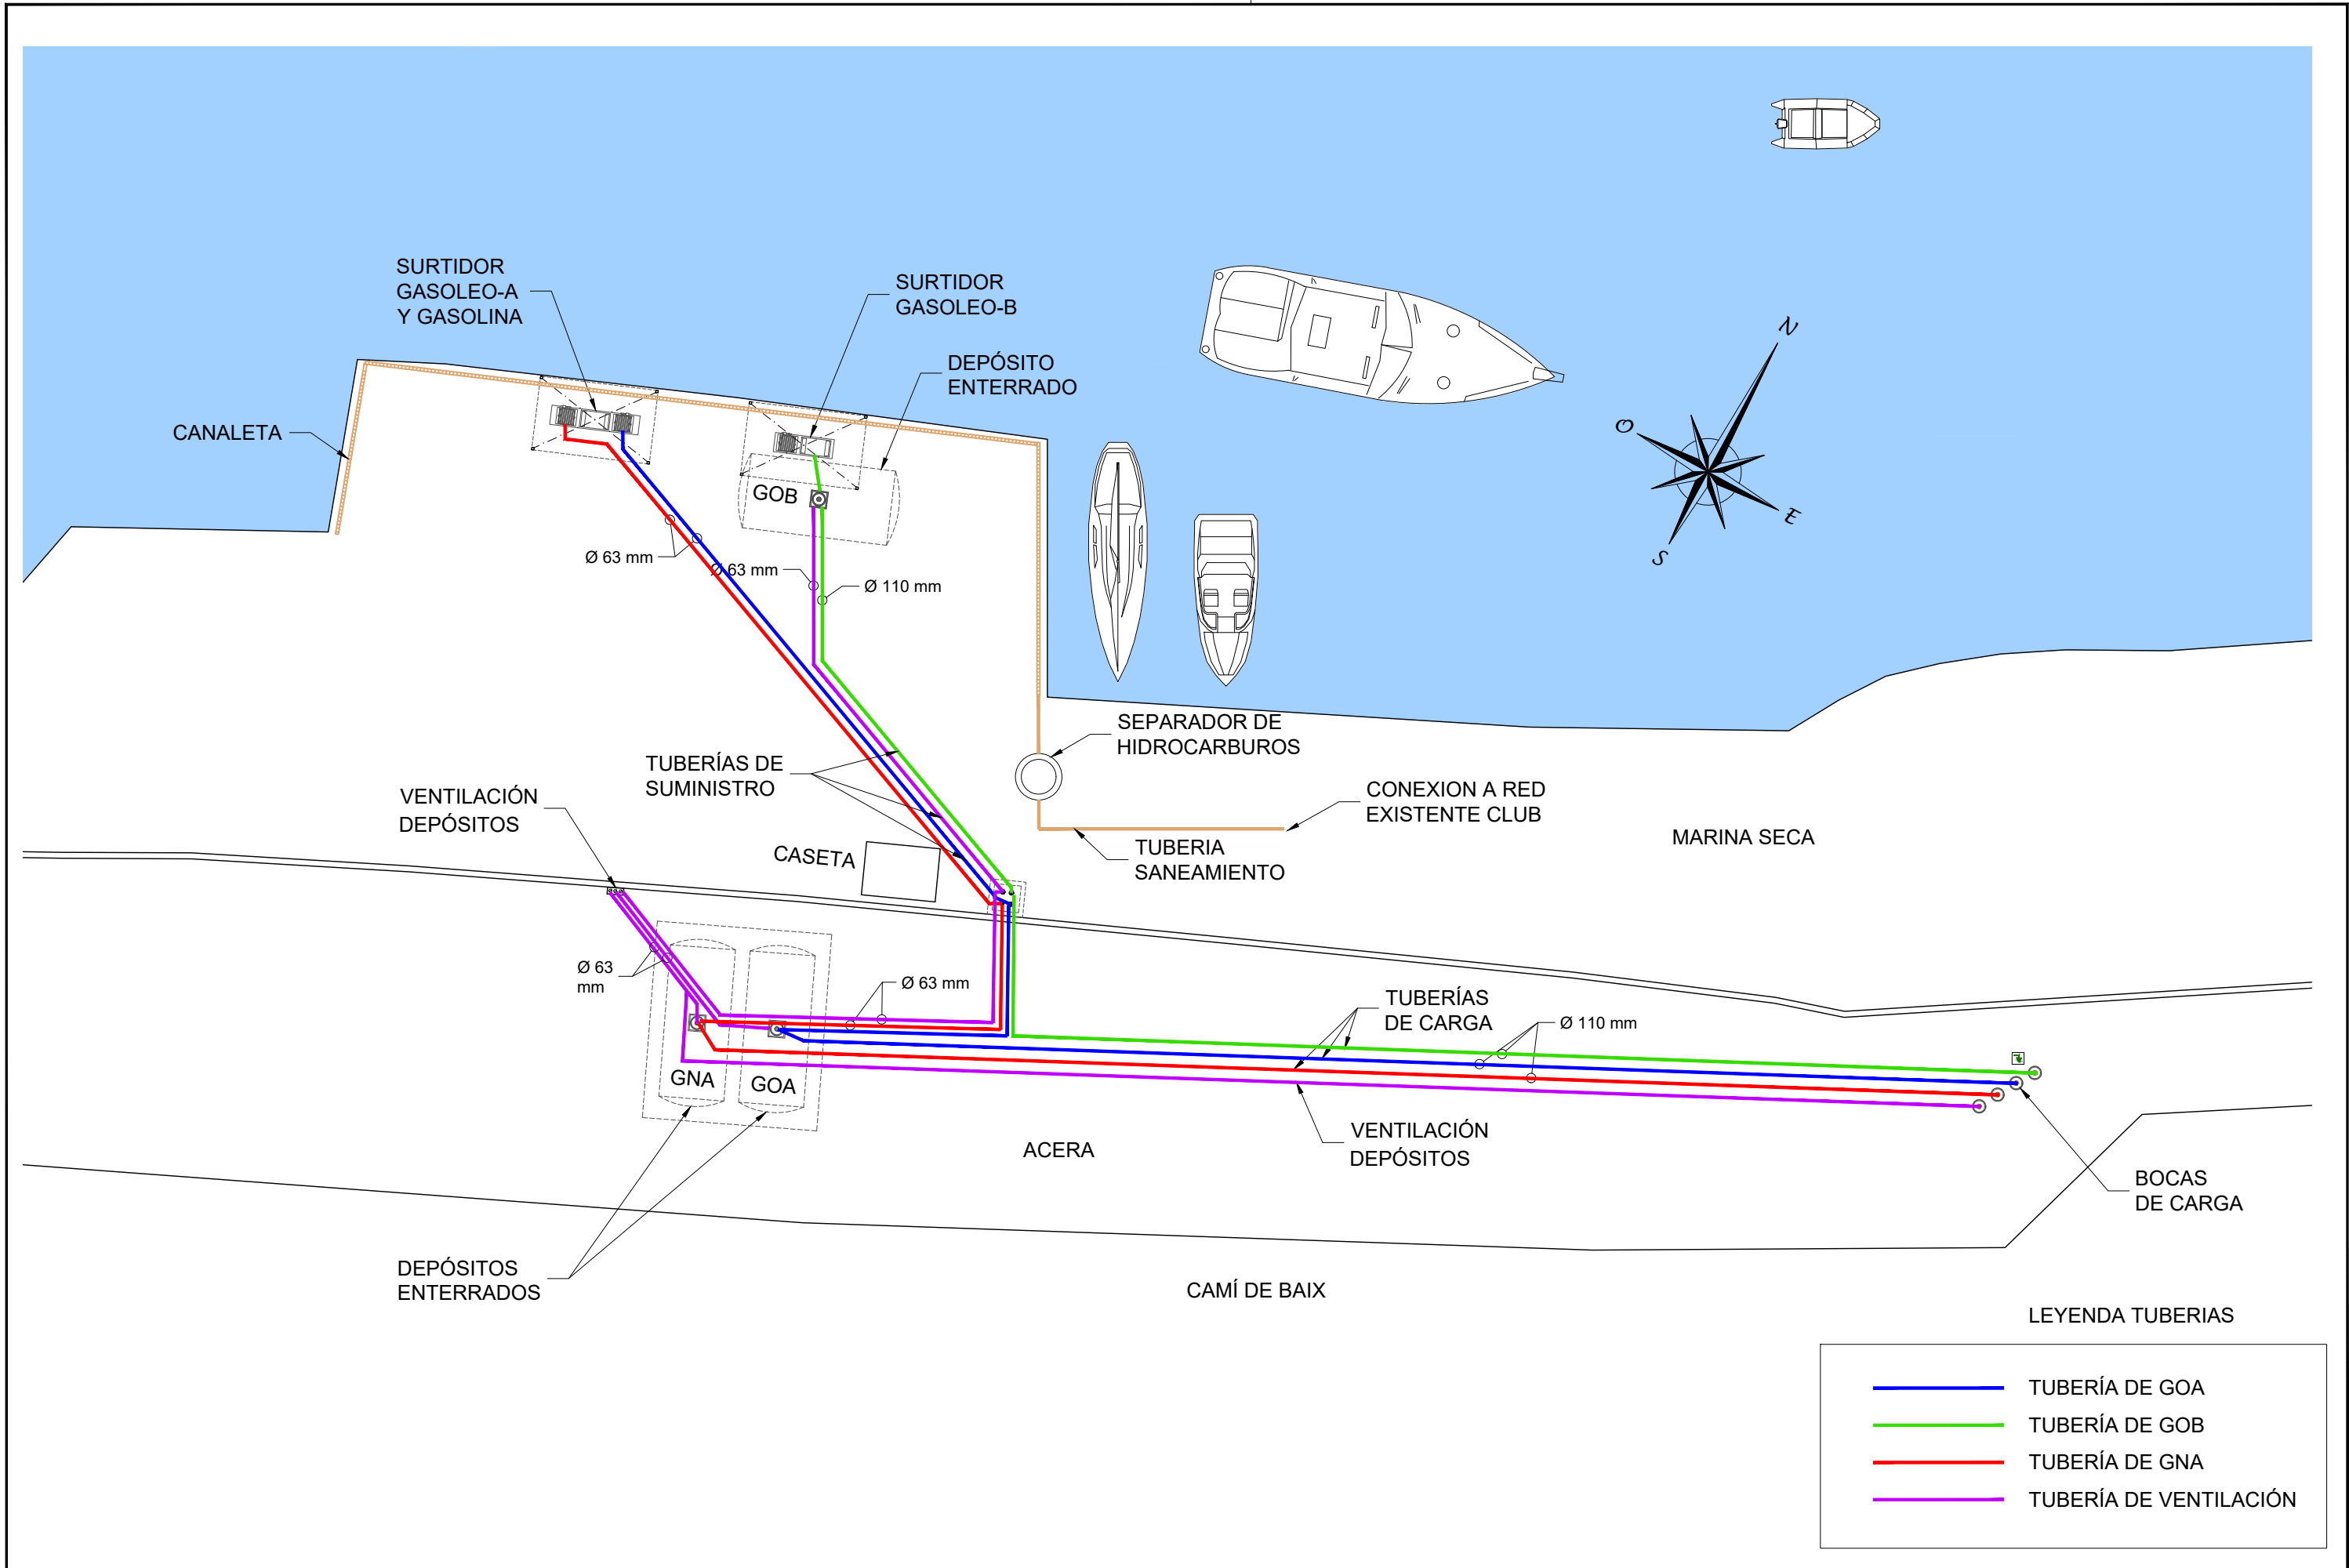 SURTIDOR
GASOLEO-A
Y GASOLINA
SURTIDOR
GASOLEO-B
DEPÓSITO
ENTERRADO
N
O
E
S
CANALETA
GOB
Ø 63 mm
Ø 63 mm
Ø 110 mm
SEPARADOR DE
HIDROCARBUROS
TUBERÍAS DE
SUMINISTRO
VENTILACIÓN
DEPÓSITOS
CONEXION A RED
EXISTENTE CLUB
MARINA SECA
CASETA
TUBERIA
SANEAMIENTO
Ø 63
mm
Ø 63 mm
TUBERÍAS
DE CARGA
Ø 110 mm
GNA
GOA
VENTILACIÓN
DEPÓSITOS
ACERA
BOCAS
DE CARGA
DEPÓSITOS
ENTERRADOS
CAMÍ DE BAIX
LEYENDA TUBERIAS
TUBERÍA DE GOA
TUBERÍA DE GOB
TUBERÍA DE GNA
TUBERÍA DE VENTILACIÓN